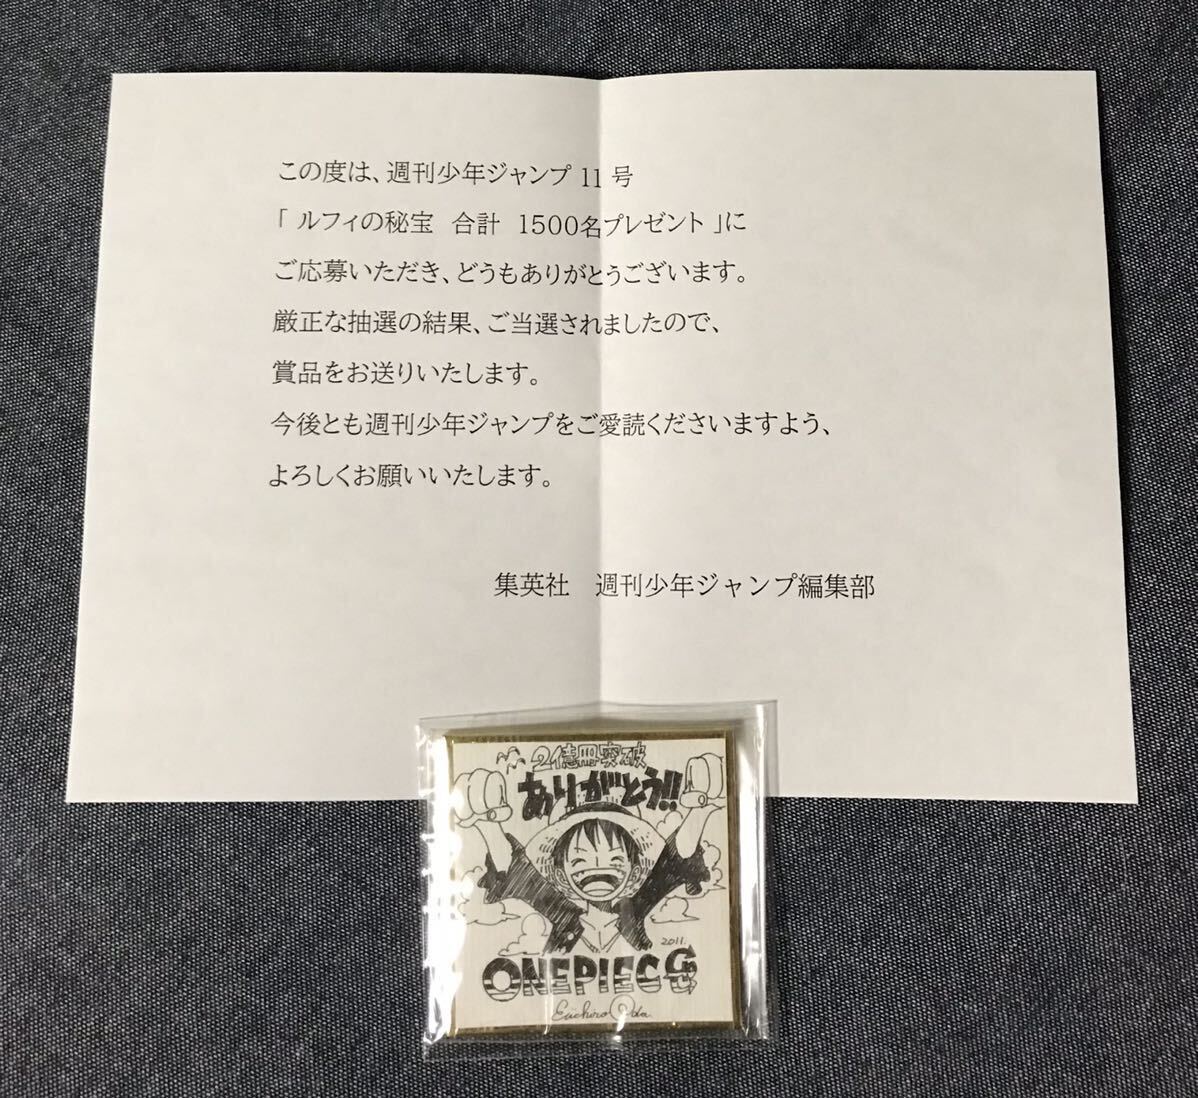 この度は、週刊少年ジャンプ 11 号
「 ルフィの秘宝　合計　1500名プレゼント 」に
ご応募いただき、どうもありがとうございます。
厳正な抽選の結果、ご当選されましたので、
賞品をお送りいたします。
今後とも週刊少年ジャンプをご愛読くださいますよう、
よろしくお願いいたします。
集英社　週刊少年ジャンプ編集部
2億冊突破
ありがとう!!
2011.
ONE PIECE
Eiichiro Oda